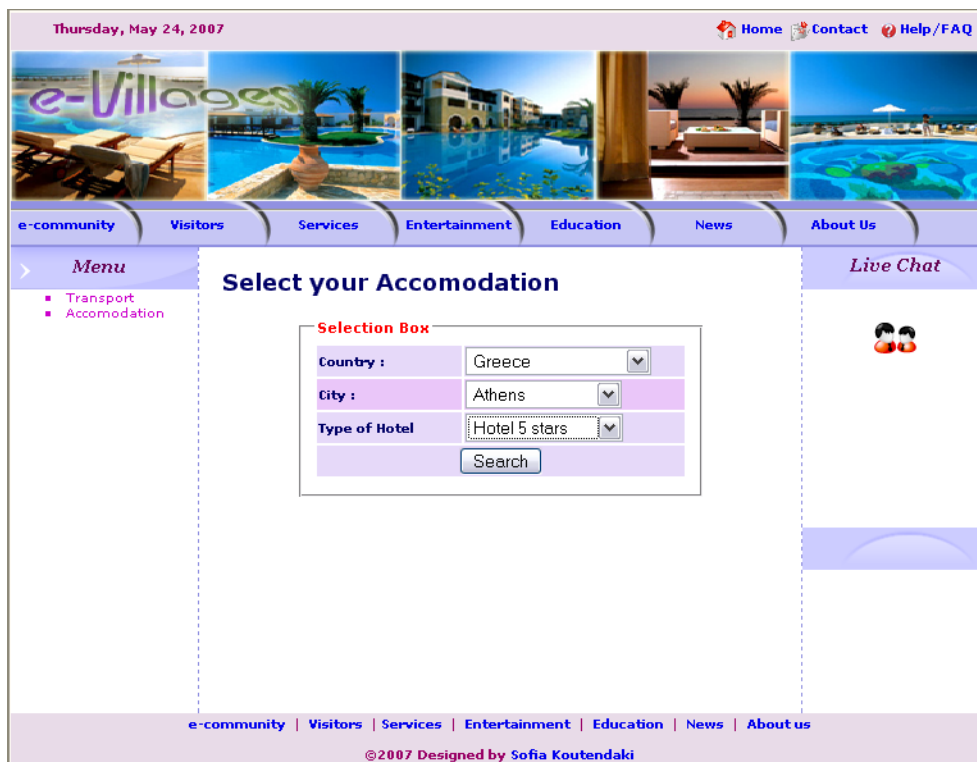 Thursday, May 24, 2007 Home Contact Help/FAQ
e-Villages
e-community Visitors Services Entertainment Education News About Us
Menu
Transport
Accomodation
Select your Accomodation
Selection Box
Country : Greece
City : Athens
Type of Hotel Hotel 5 stars
Search
Live Chat
e-community | Visitors | Services | Entertainment | Education | News | About us
©2007 Designed by Sofia Koutendaki